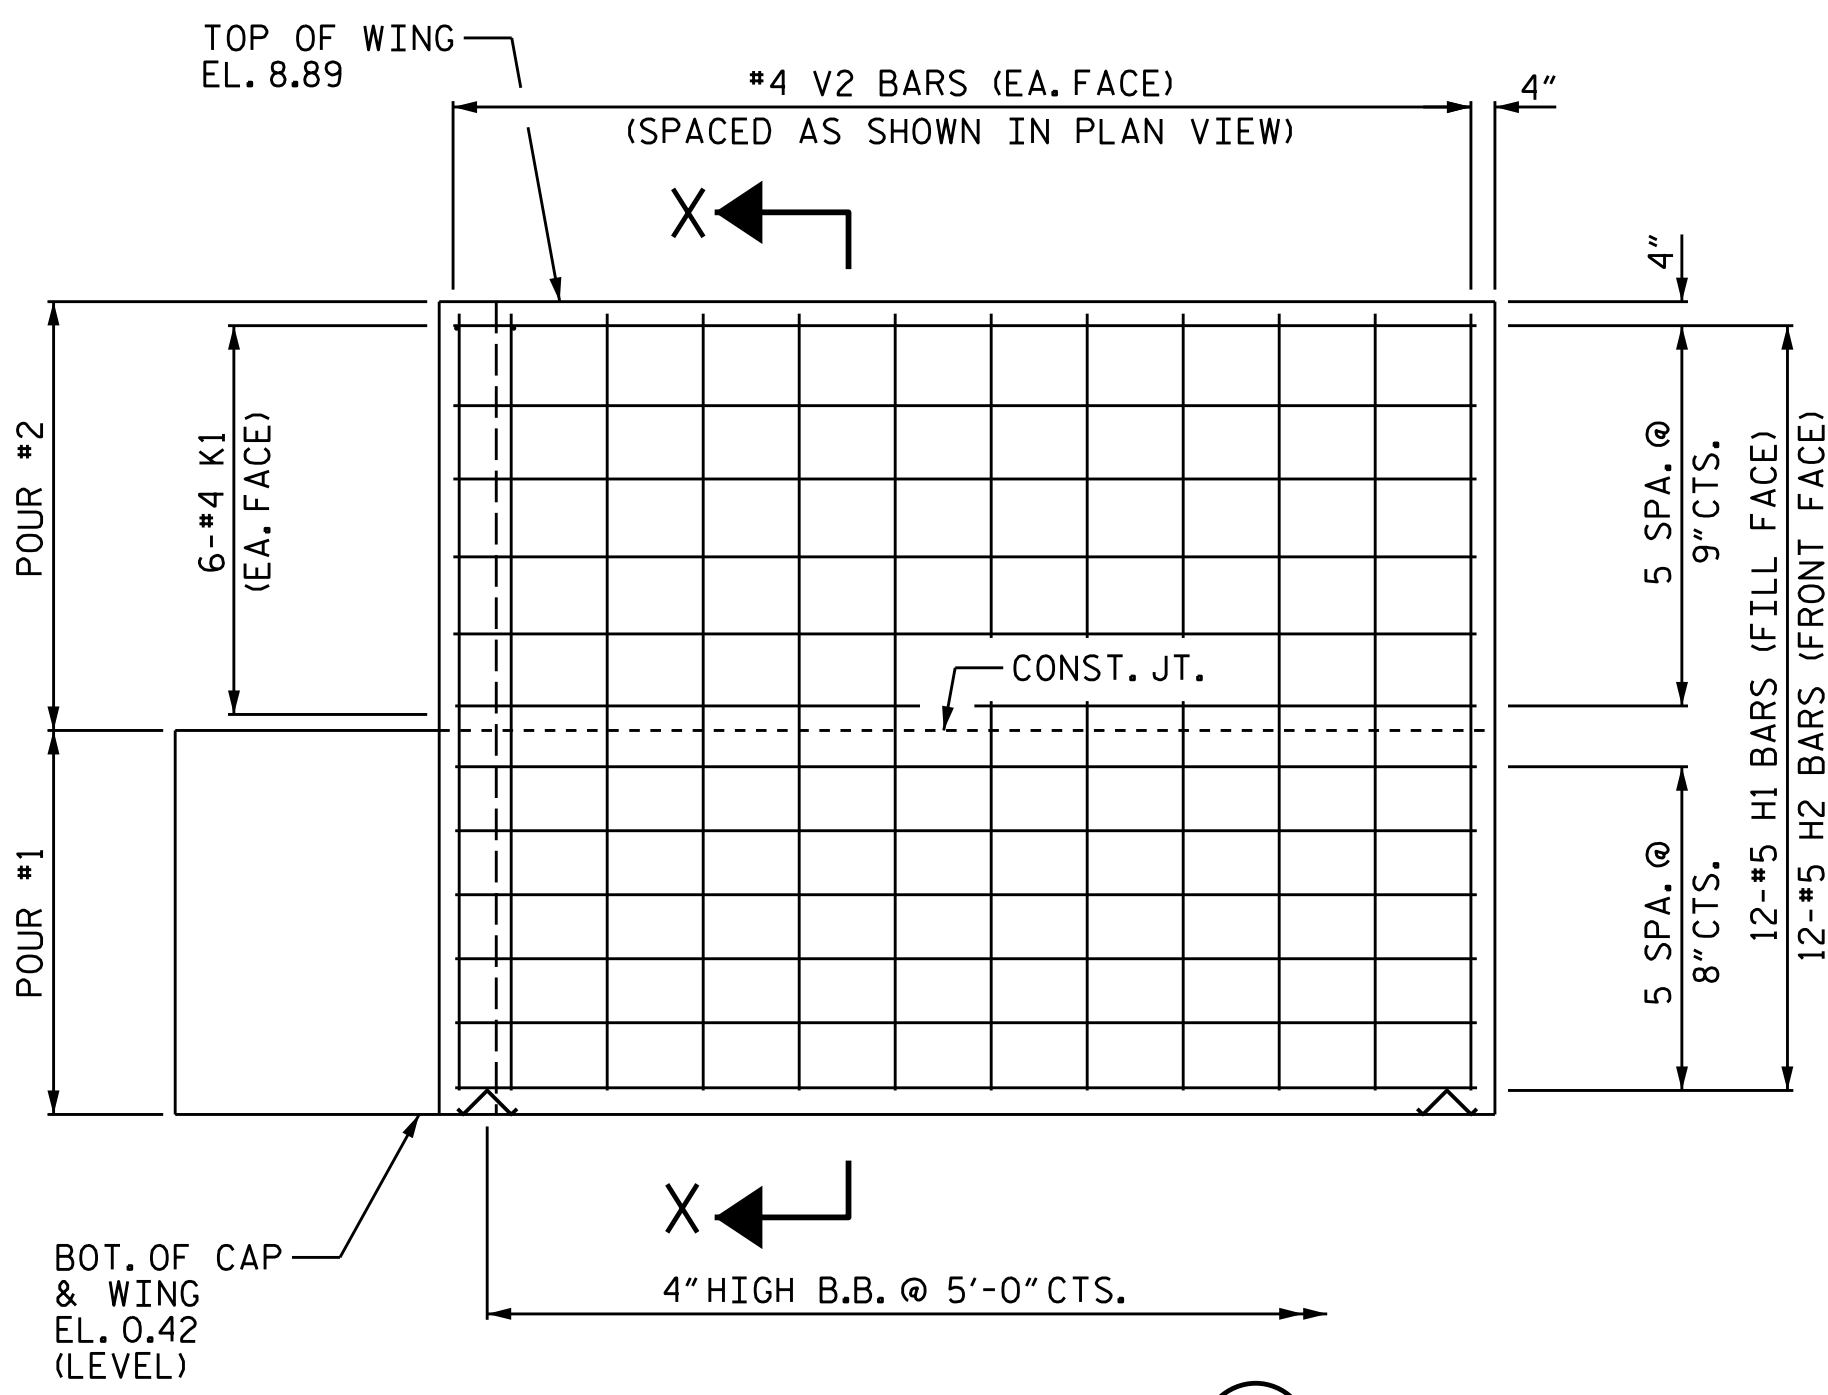 TOP OF WING
EL. 8.89
#4 V2 BARS (EA. FACE)
(SPACED AS SHOWN IN PLAN VIEW)
4"
X
4"
POUR #2
6-#4 K1
(EA. FACE)
CONST. JT.
5 SPA. @
9" CTS.
12-#5 H1 BARS (FILL FACE)
12-#5 H2 BARS (FRONT FACE)
POUR #1
5 SPA. @
8" CTS.
X
BOT. OF CAP
& WING
EL. 0.42
(LEVEL)
4" HIGH B.B. @ 5'-0" CTS.